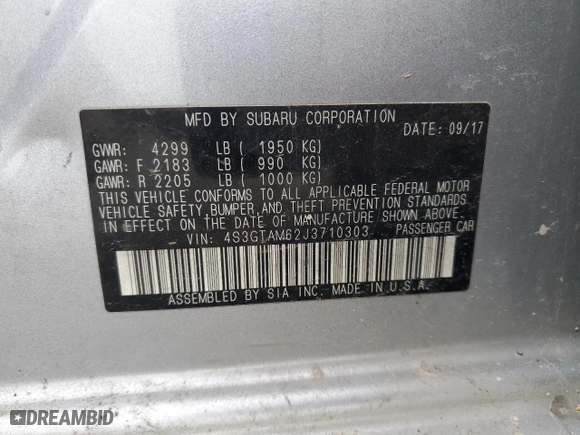 MFD BY SUBARU CORPORATION
DATE: 09/17
GVWR: 4299 LB ( 1950 KG)
GAWR: F 2183 LB ( 990 KG)
GAWR: R 2205 LB ( 1000 KG)
THIS VEHICLE CONFORMS TO ALL APPLICABLE FEDERAL MOTOR
VEHICLE SAFETY, BUMPER, AND THEFT PREVENTION STANDARDS
IN EFFECT ON THE DATE OF MANUFACTURE SHOWN ABOVE.
VIN: 4S3GTAM62J3710303 PASSENGER CAR
ASSEMBLED BY SIA INC. MADE IN U.S.A.
DREAMBID